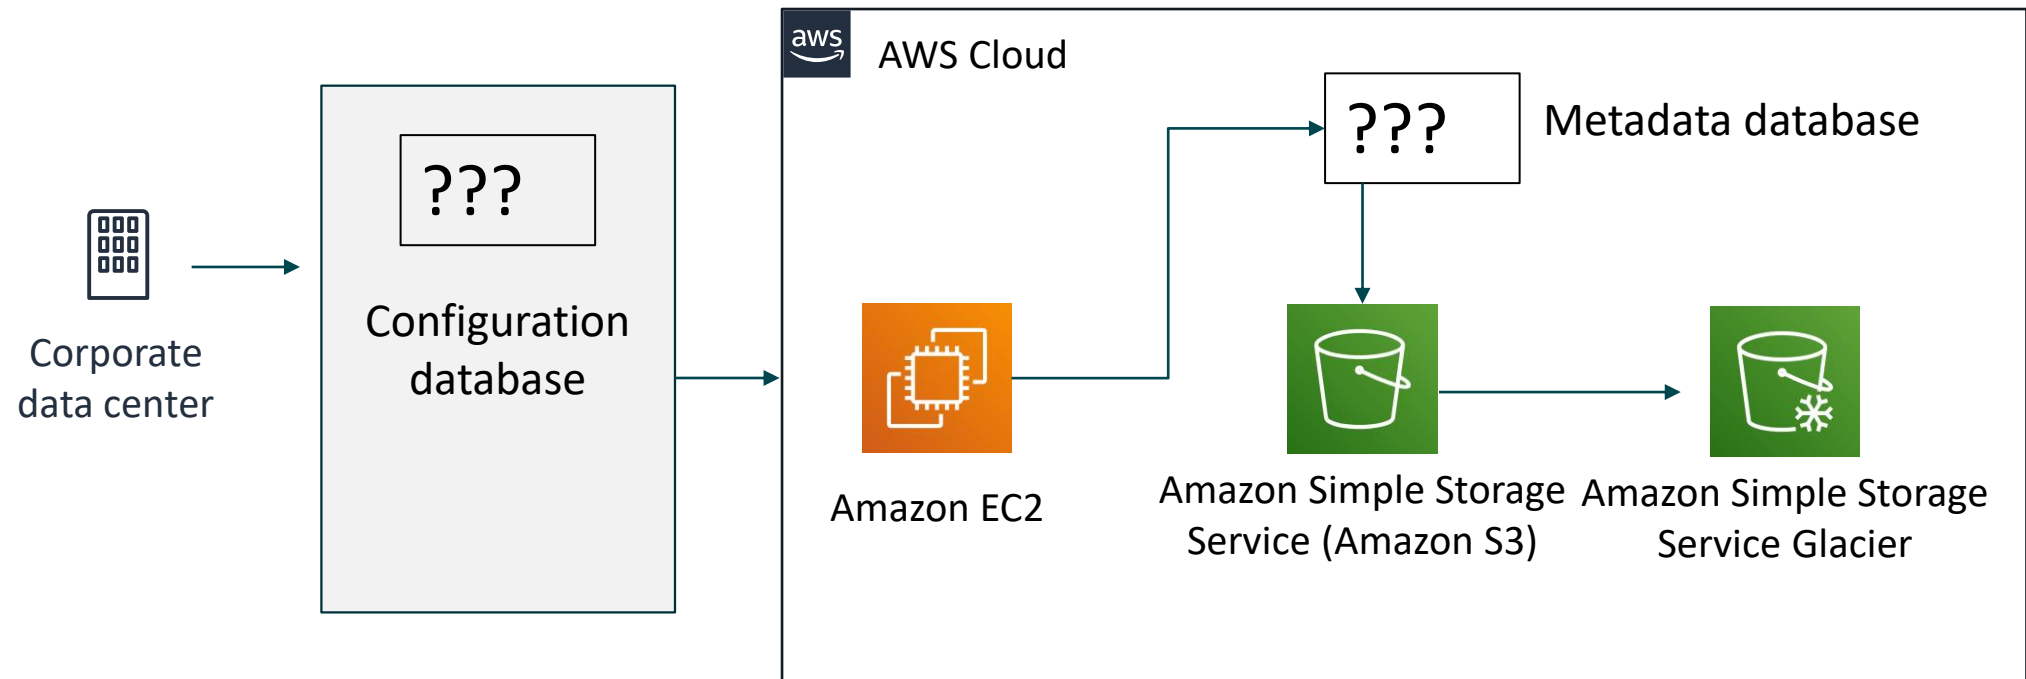 aws
AWS Cloud
???
Metadata database
???
Configuration
database
Corporate
data center
Amazon EC2
Amazon Simple Storage
Service (Amazon S3)
Amazon Simple Storage
Service Glacier